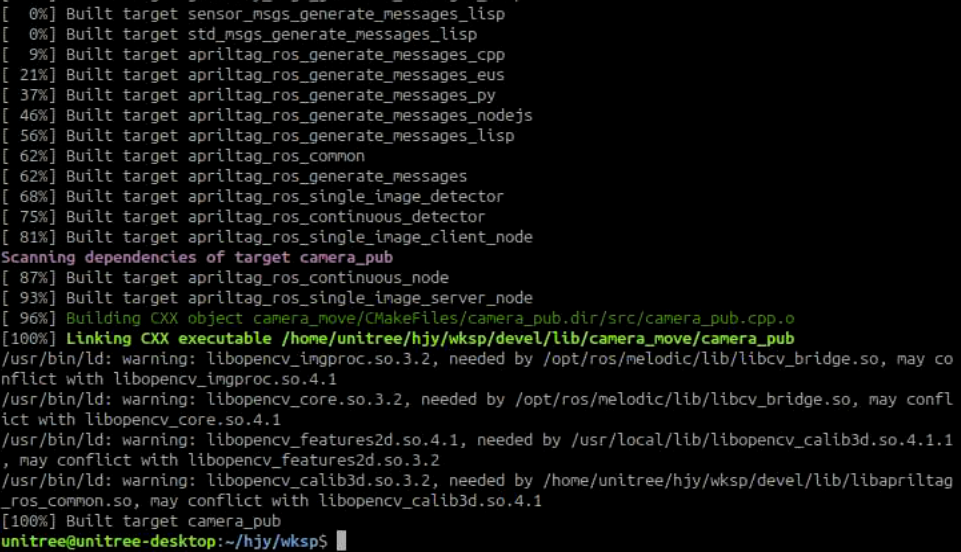 [  0%] Built target sensor_msgs_generate_messages_lisp
[  0%] Built target std_msgs_generate_messages_lisp
[  9%] Built target apriltag_ros_generate_messages_cpp
[ 21%] Built target apriltag_ros_generate_messages_eus
[ 37%] Built target apriltag_ros_generate_messages_py
[ 46%] Built target apriltag_ros_generate_messages_nodejs
[ 56%] Built target apriltag_ros_generate_messages_lisp
[ 62%] Built target apriltag_ros_common
[ 62%] Built target apriltag_ros_generate_messages
[ 68%] Built target apriltag_ros_single_image_detector
[ 75%] Built target apriltag_ros_continuous_detector
[ 81%] Built target apriltag_ros_single_image_client_node
Scanning dependencies of target camera_pub
[ 87%] Built target apriltag_ros_continuous_node
[ 93%] Built target apriltag_ros_single_image_server_node
[ 96%] Building CXX object camera_move/CMakeFiles/camera_pub.dir/src/camera_pub.cpp.o
[100%] Linking CXX executable /home/unitree/hjy/wksp/devel/lib/camera_move/camera_pub
/usr/bin/ld: warning: libopencv_imgproc.so.3.2, needed by /opt/ros/melodic/lib/libcv_bridge.so, may co
nflict with libopencv_imgproc.so.4.1
/usr/bin/ld: warning: libopencv_core.so.3.2, needed by /opt/ros/melodic/lib/libcv_bridge.so, may confl
ict with libopencv_core.so.4.1
/usr/bin/ld: warning: libopencv_features2d.so.4.1, needed by /usr/local/lib/libopencv_calib3d.so.4.1.1
, may conflict with libopencv_features2d.so.3.2
/usr/bin/ld: warning: libopencv_calib3d.so.3.2, needed by /home/unitree/hjy/wksp/devel/lib/libapriltag
_ros_common.so, may conflict with libopencv_calib3d.so.4.1
[100%] Built target camera_pub
unitree@unitree-desktop:~/hjy/wksp$